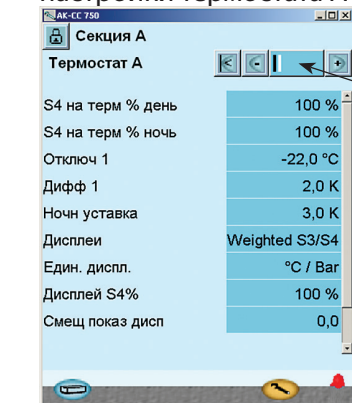 AK-CC 750
Секция А
Термостат А
S4 на терм % день 100 %
S4 на терм % ночь 100 %
Отключ 1 -22,0 °C
Дифф 1 2,0 K
Ночн уставка 3,0 K
Дисплеи Weighted S3/S4
Един. диспл. °C / Bar
Дисплей S4% 100 %
Смещ показ дисп 0,0